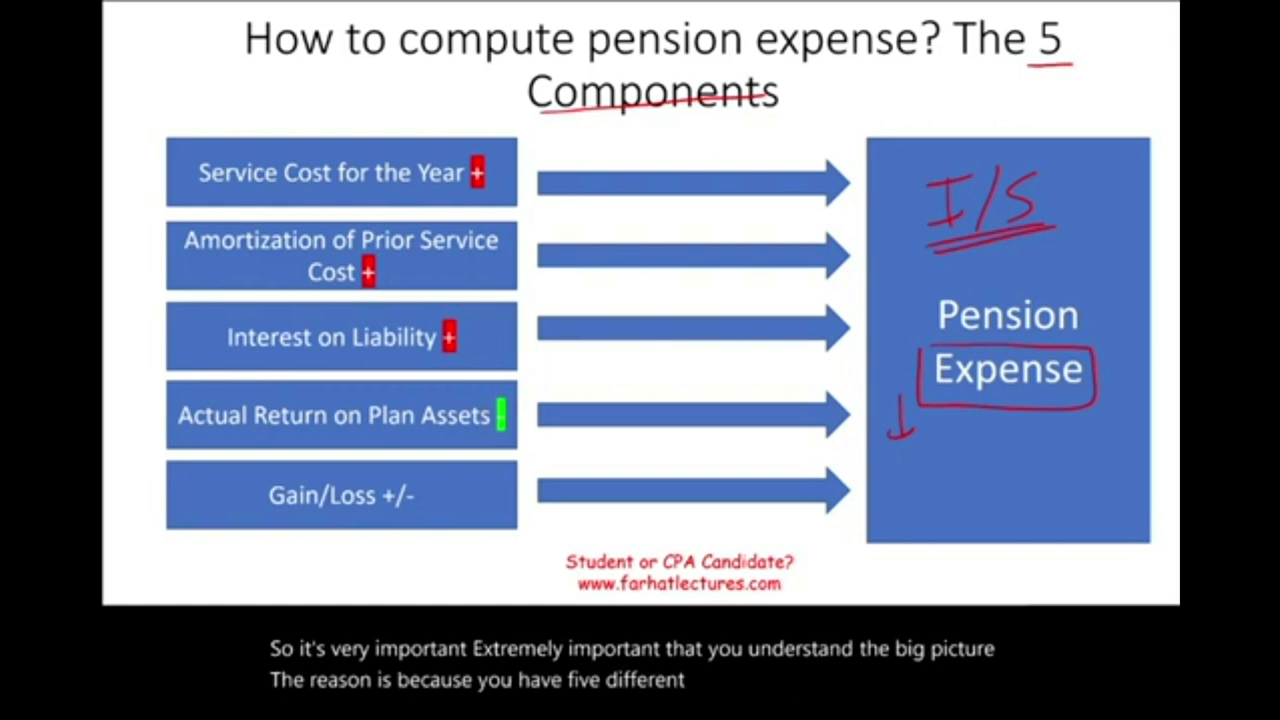 How to compute pension expense? The 5
Components
Service Cost for the Year +
Amortization of Prior Service
Cost +
Interest on Liability +
Actual Return on Plan Assets -
Gain/Loss +/-
I/S
Pension
Expense
Student or CPA Candidate?
www.farhatlectures.com
So it's very important Extremely important that you understand the big picture
The reason is because you have five different